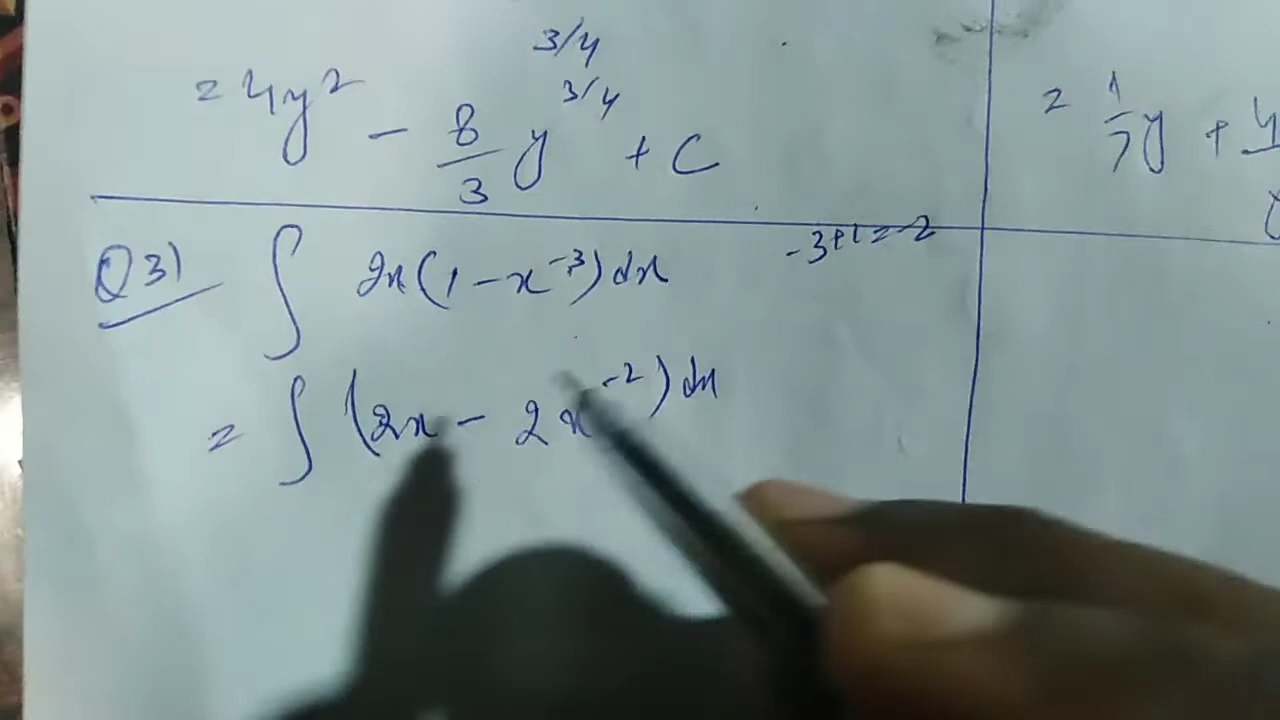 3/4
= 4y² - 8/3 y^3/4 + C
= 1/7 y +
Q3) ∫ 2x(1-x⁻³)dx
-3+1=-2
= ∫ (2x - 2x⁻²)dx